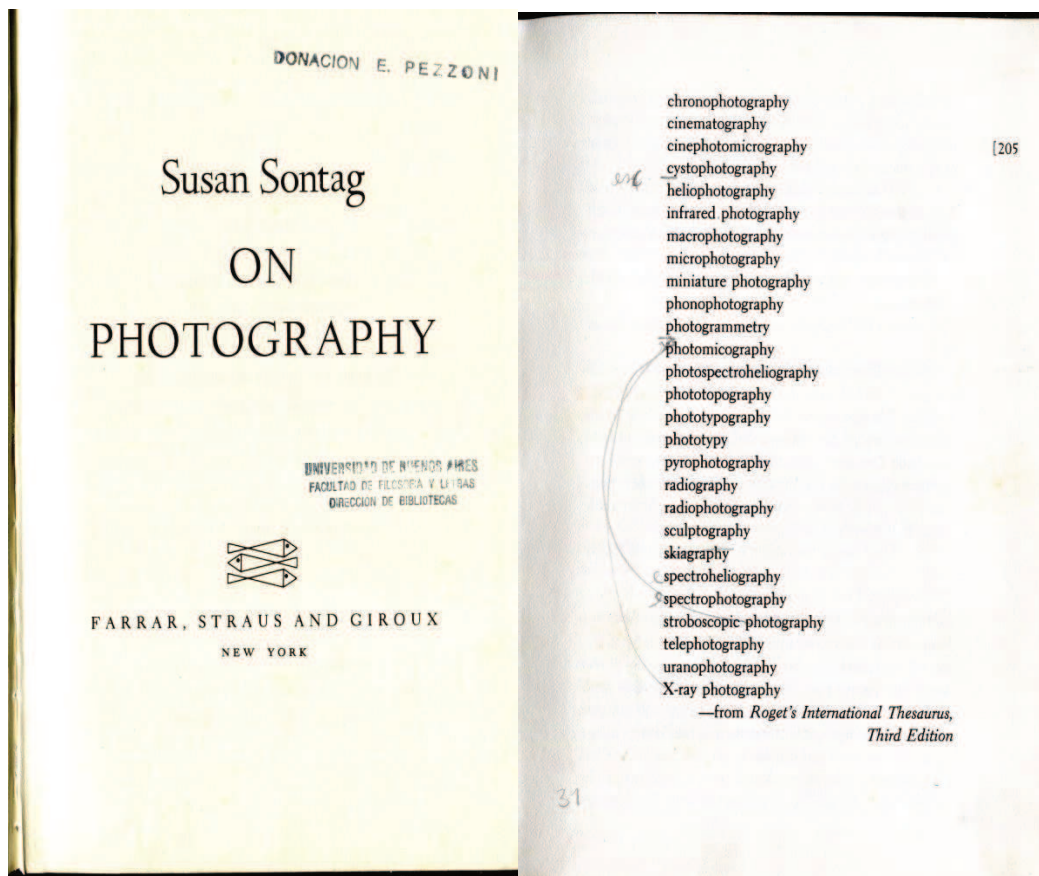 DONACION E. PEZZONI
Susan Sontag
ON
PHOTOGRAPHY
UNIVERSIDAD DE BUENOS AIRES
FACULTAD DE FILOSOFIA Y LETRAS
DIRECCION DE BIBLIOTECAS
FARRAR, STRAUS AND GIROUX
NEW YORK
chronophotography
cinematography
cinephotomicrography
[205
cystophotography
heliophotography
infrared photography
macrophotography
microphotography
miniature photography
phonophotography
photogrammetry
photomicography
photospectroheliography
phototopography
phototypography
phototypy
pyrophotography
radiography
radiophotography
sculptography
skiagraphy
spectroheliography
spectrophotography
stroboscopic photography
telephotography
uranophotography
X-ray photography
—from Roget's International Thesaurus,
Third Edition
31